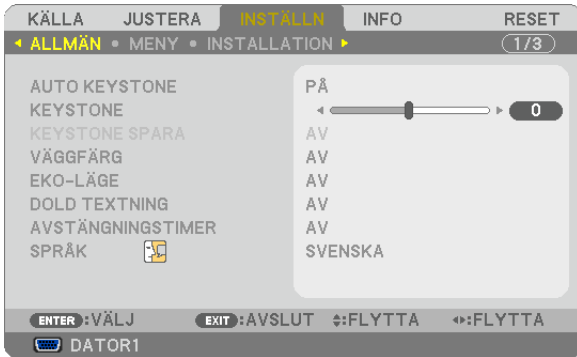 KÄLLA JUSTERA INSTÄLLN INFO RESET
ALLMÄN • MENY • INSTALLATION 1/3
AUTO KEYSTONE PÅ
KEYSTONE 0
KEYSTONE SPARA AV
VÄGGFÄRG AV
EKO-LÄGE AV
DOLD TEXTNING AV
AVSTÄNGNINGSTIMER AV
SPRÅK SVENSKA
ENTER :VÄLJ EXIT :AVSLUT :FLYTTA :FLYTTA
DATOR1